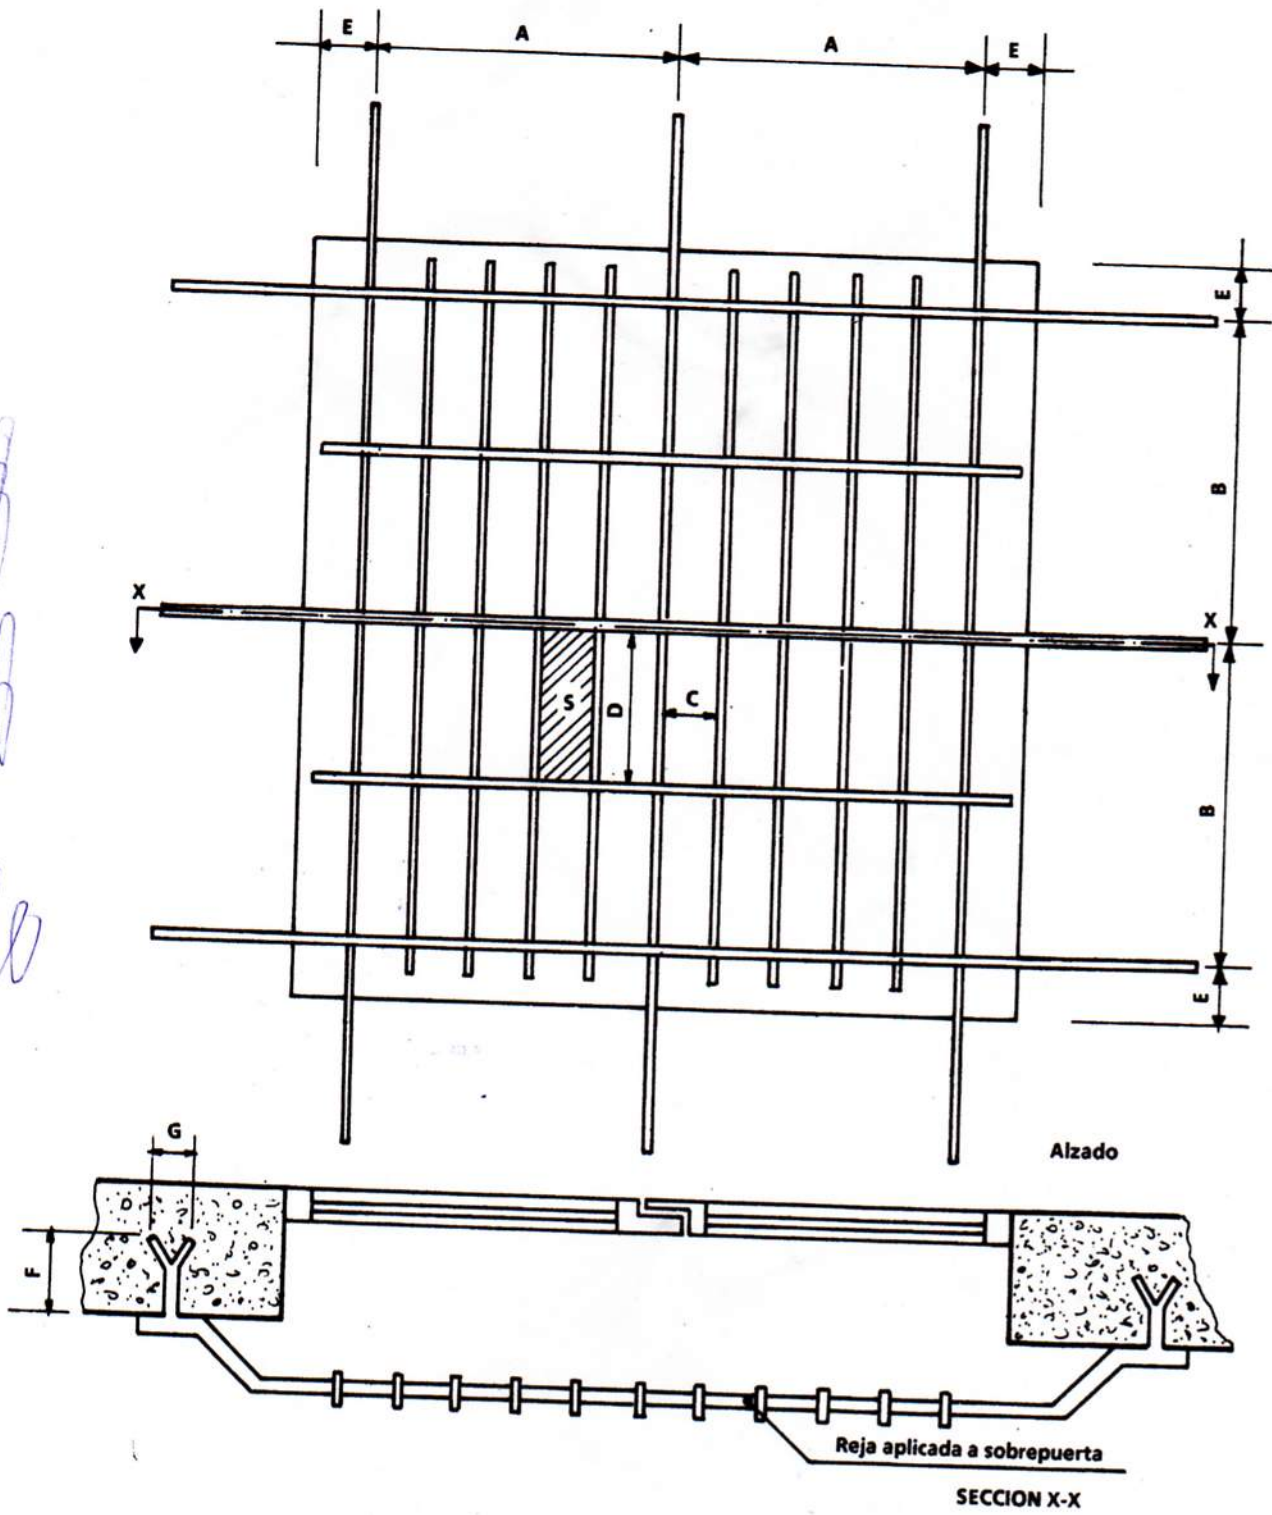 E A A E
E
B
X X
S D C
B
E
Alzado
G
F
Reja aplicada a sobrepuerta
SECCION X-X